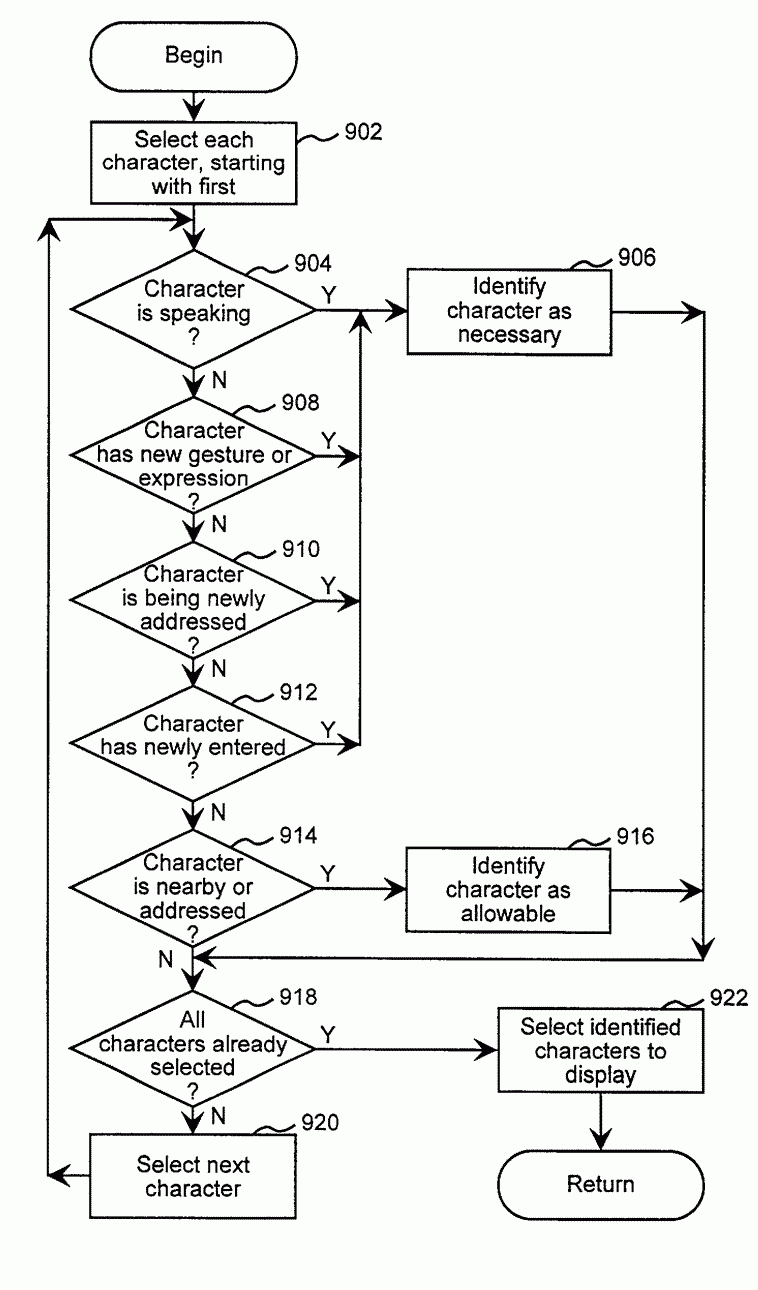 Begin
902
Select each
character, starting
with first
904
Character
is speaking
?
Y
N
906
Identify
character as
necessary
908
Character
has new gesture or
expression
?
Y
N
910
Character
is being newly
addressed
?
Y
N
912
Character
has newly entered
?
Y
N
914
Character
is nearby or
addressed
?
Y
N
916
Identify
character as
allowable
918
All
characters already
selected
?
Y
N
922
Select identified
characters to
display
920
Select next
character
Return